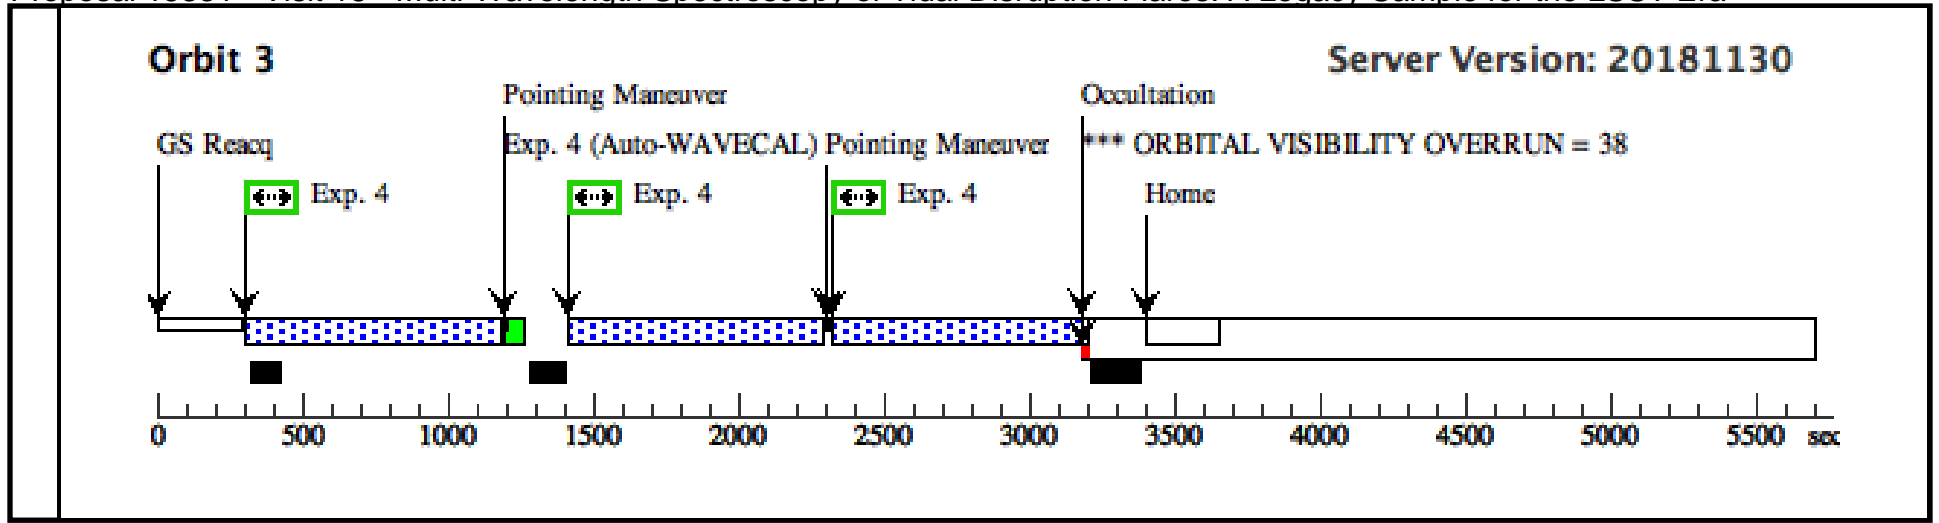 Orbit 3
Server Version: 20181130
Pointing Maneuver
Occultation
GS Reacq
Exp. 4 (Auto-WAVECAL) Pointing Maneuver
*** ORBITAL VISIBILITY OVERRUN = 38
Exp. 4
Exp. 4
Exp. 4
Home
0 500 1000 1500 2000 2500 3000 3500 4000 4500 5000 5500 sec